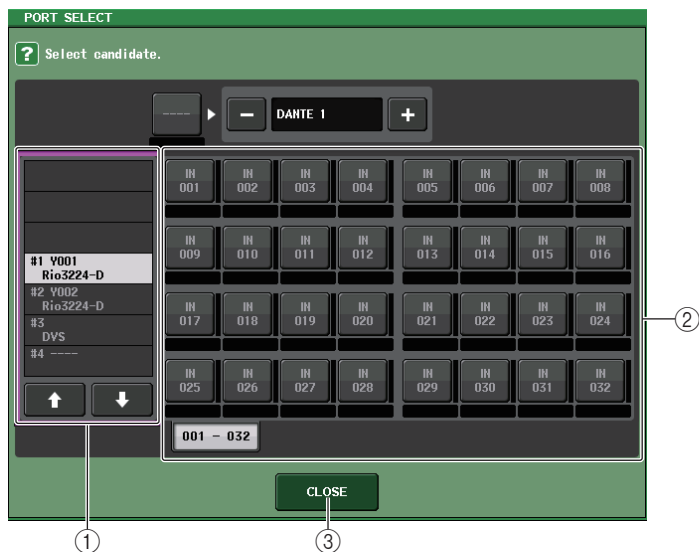 PORT SELECT
? Select candidate.
---- − DANTE 1 +
#1 Y001
Rio3224-D
#2 Y002
Rio3224-D
#3
DVS
#4 ----
IN 001 IN 002 IN 003 IN 004 IN 005 IN 006 IN 007 IN 008
IN 009 IN 010 IN 011 IN 012 IN 013 IN 014 IN 015 IN 016
IN 017 IN 018 IN 019 IN 020 IN 021 IN 022 IN 023 IN 024
IN 025 IN 026 IN 027 IN 028 IN 029 IN 030 IN 031 IN 032
001 - 032
CLOSE
① ② ③